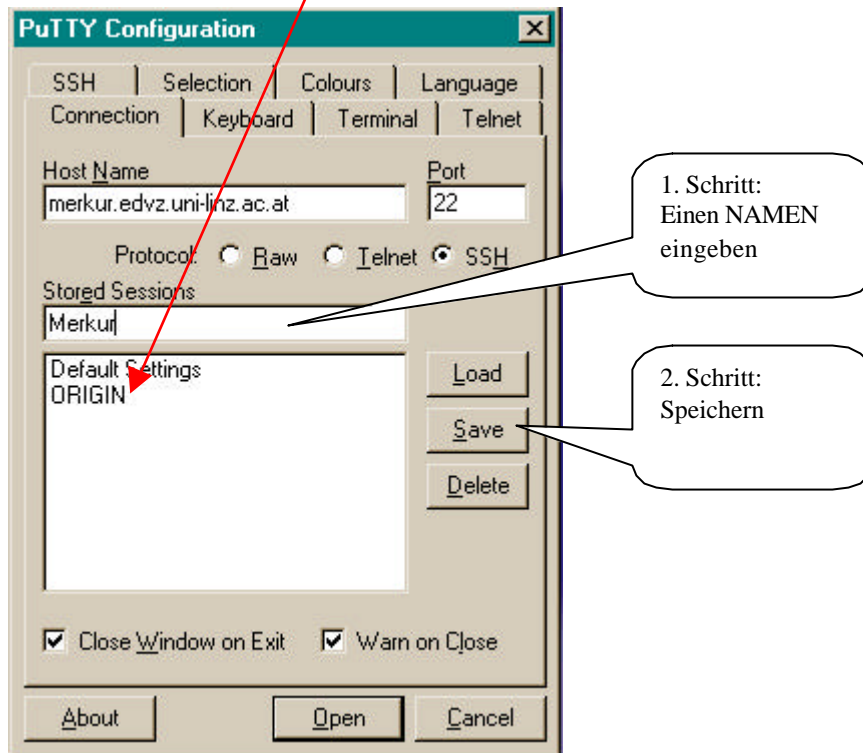 PuTTY Configuration
SSH Selection Colours Language
Connection Keyboard Terminal Telnet
Host Name Port
merkur.edvz.uni-linz.ac.at 22
Protocol: Raw Telnet SSH
Stored Sessions
Merkur
Default Settings
ORIGIN
Load
Save
Delete
Close Window on Exit Warn on Close
About Open Cancel
1. Schritt:
Einen NAMEN
eingeben
2. Schritt:
Speichern